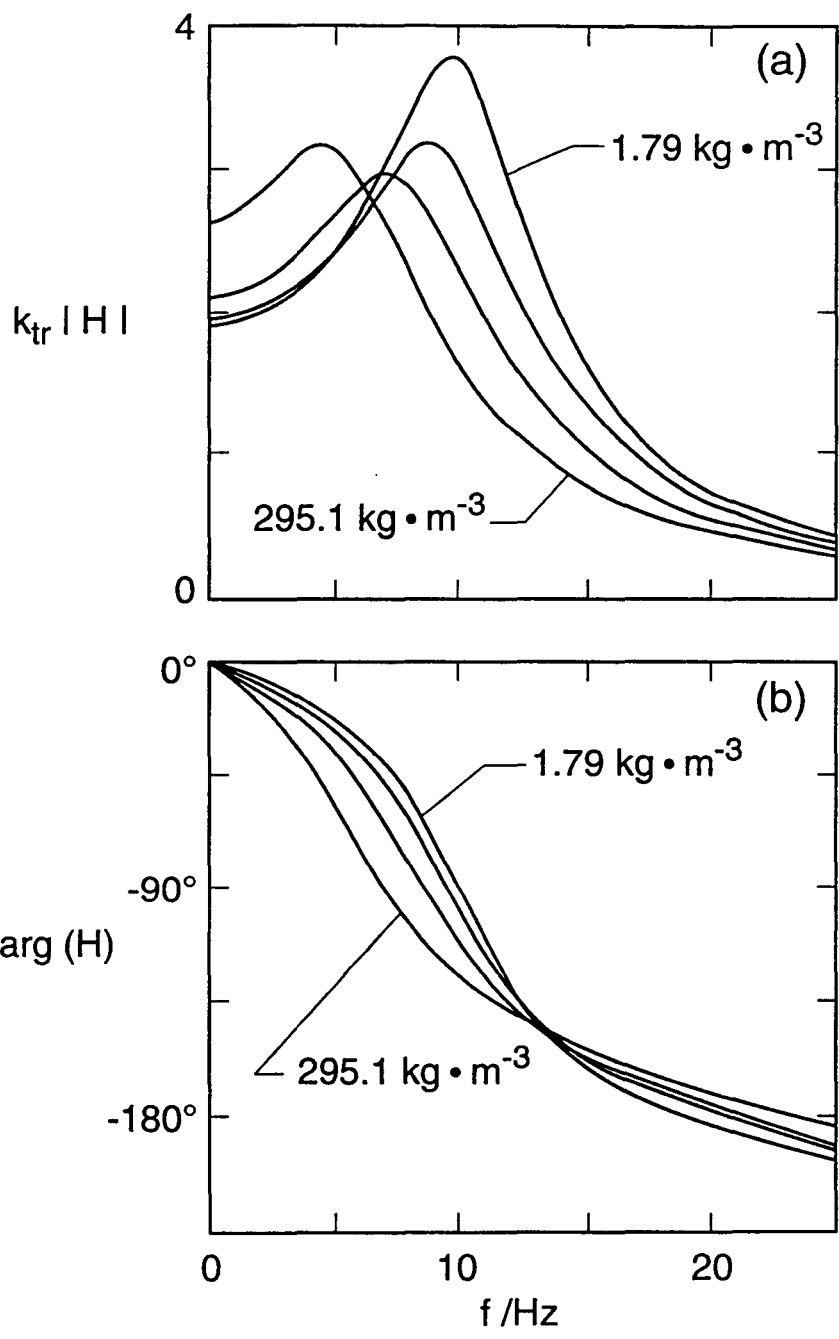 4
(a)
1.79 kg • m⁻³
kₜᵣ | H |
295.1 kg • m⁻³
0
0°
(b)
1.79 kg • m⁻³
-90°
arg (H)
295.1 kg • m⁻³
-180°
0 10 20
f /Hz